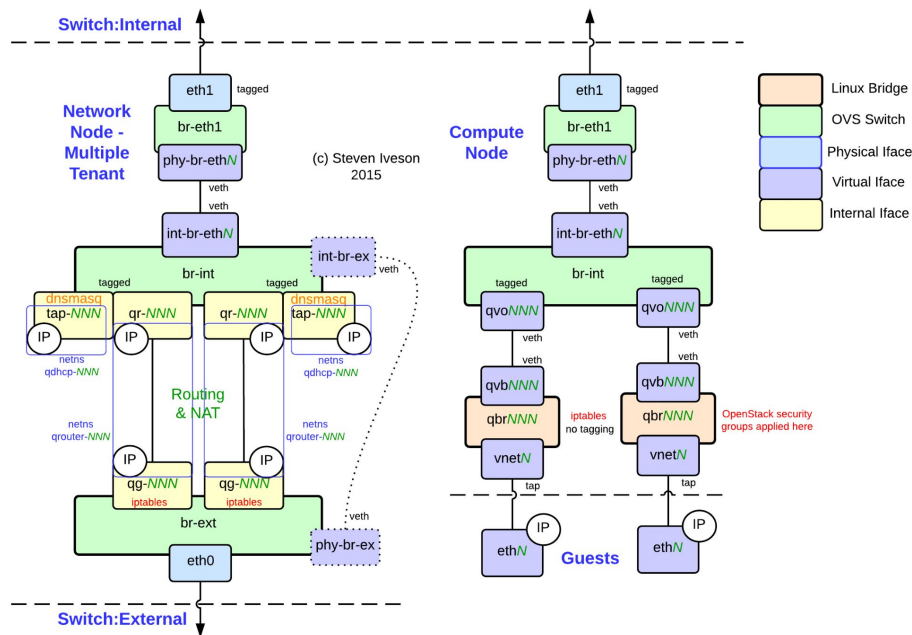 Switch:Internal
eth1
tagged
br-eth1
phy-br-ethN
veth
veth
int-br-ethN
Network
Node -
Multiple
Tenant
(c) Steven Iveson
2015
int-br-ex
veth
br-int
tagged
tagged
dnsmasq
tap-NNN
qr-NNN
qr-NNN
dnsmasq
tap-NNN
IP
IP
IP
IP
netns
qdhcp-NNN
netns
qdhcp-NNN
Routing
& NAT
netns
qrouter-NNN
netns
qrouter-NNN
IP
IP
qg-NNN
iptables
qg-NNN
iptables
br-ext
veth
phy-br-ex
eth0
Switch:External
Compute
Node
eth1
tagged
br-eth1
phy-br-ethN
veth
veth
int-br-ethN
br-int
tagged
tagged
qvoNNN
qvoNNN
veth
veth
veth
veth
qvbNNN
qvbNNN
qbrNNN
iptables
no tagging
qbrNNN
OpenStack security
groups applied here
vnetN
vnetN
tap
tap
IP
IP
ethN
ethN
Guests
Linux Bridge
OVS Switch
Physical Iface
Virtual Iface
Internal Iface